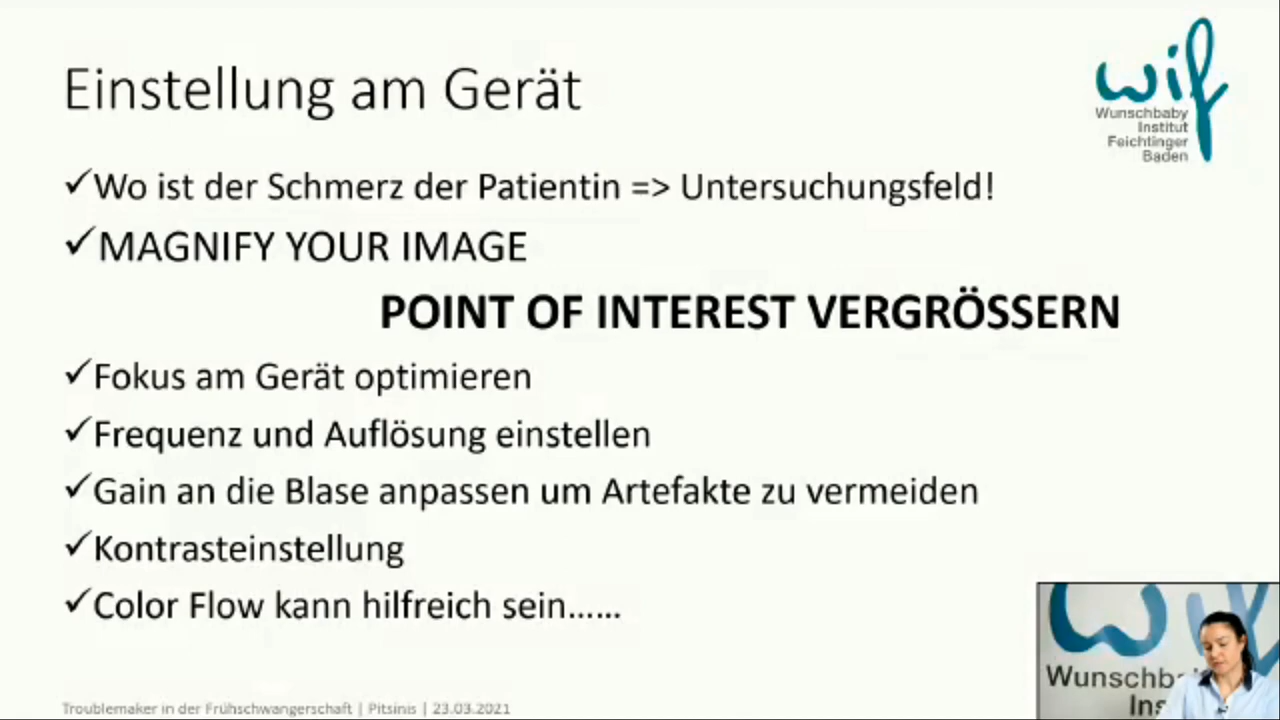 Einstellung am Gerät
wif
Wunschbaby
Institut
Feichtinger
Baden
✓Wo ist der Schmerz der Patientin => Untersuchungsfeld!
✓MAGNIFY YOUR IMAGE
POINT OF INTEREST VERGRÖSSERN
✓Fokus am Gerät optimieren
✓Frequenz und Auflösung einstellen
✓Gain an die Blase anpassen um Artefakte zu vermeiden
✓Kontrasteinstellung
✓Color Flow kann hilfreich sein......
Troublemaker in der Frühschwangerschaft | Pitsinis | 23.03.2021
Wunschb
Ins